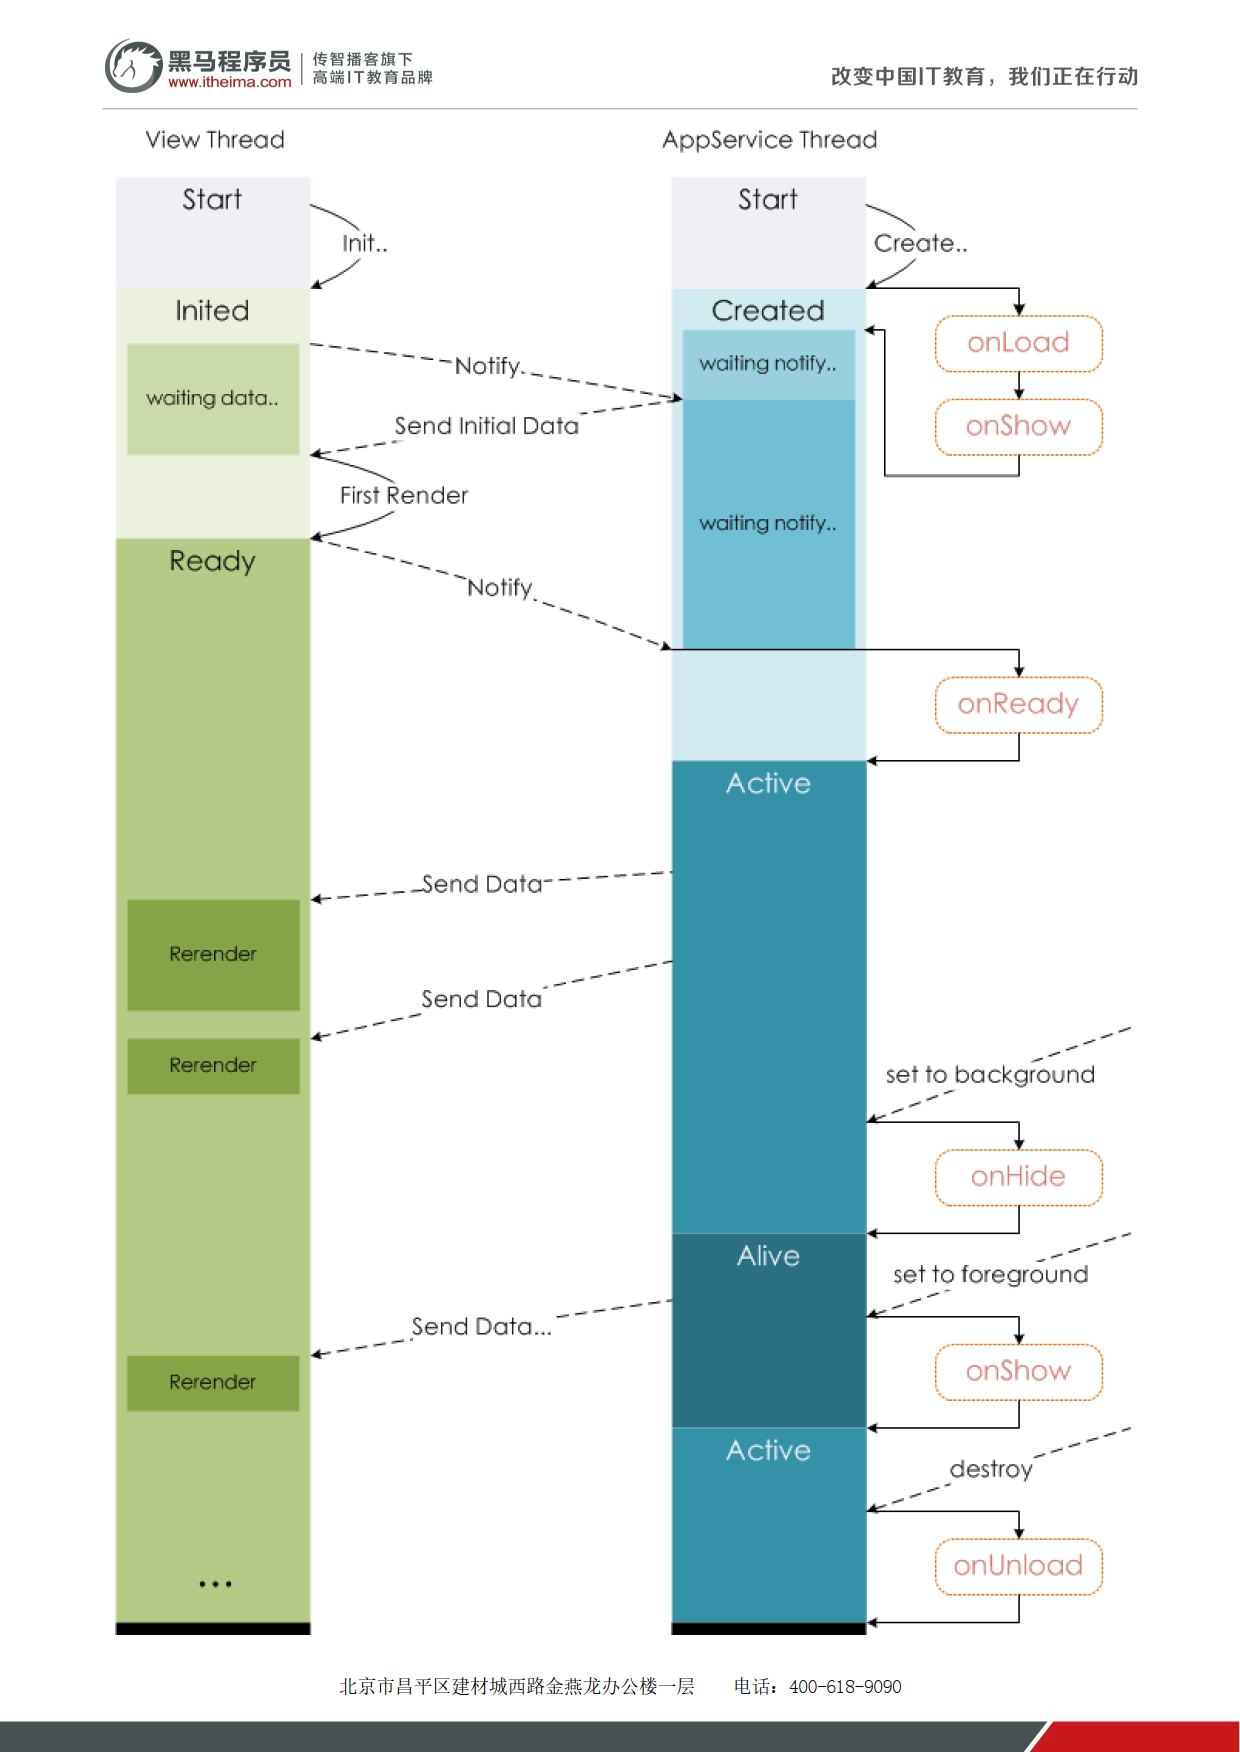 黑马程序员
www.itheima.com
传智播客旗下
高端IT教育品牌
改变中国IT教育，我们正在行动
View Thread
AppService Thread
Start
Start
Init..
Create..
Inited
Created
onLoad
waiting notify..
Notify
waiting data..
Send Initial Data
onShow
First Render
waiting notify..
Ready
Notify
onReady
Active
Send Data
Rerender
Send Data
Rerender
set to background
onHide
Alive
set to foreground
Send Data...
onShow
Rerender
Active
destroy
onUnload
...
北京市昌平区建材城西路金燕龙办公楼一层 电话：400-618-9090